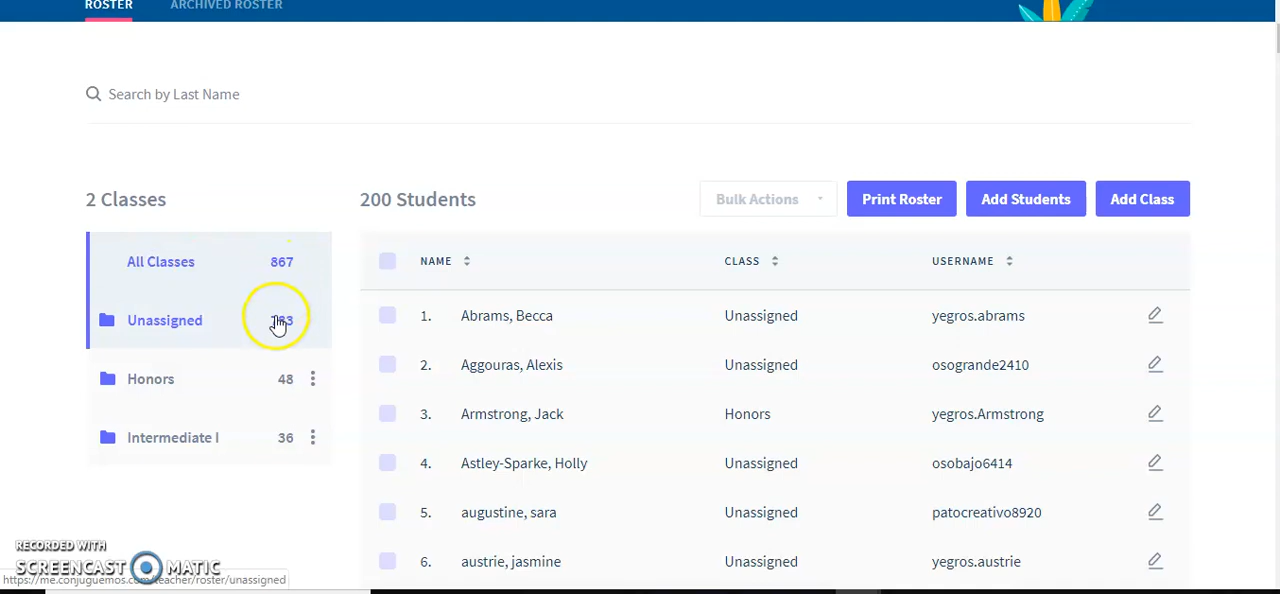 ROSTER ARCHIVED ROSTER
Search by Last Name
2 Classes 200 Students Bulk Actions Print Roster Add Students Add Class
All Classes 867 NAME CLASS USERNAME
Unassigned
1. Abrams, Becca Unassigned yegros.abrams
2. Aggouras, Alexis Unassigned osogrande2410
Honors 48
3. Armstrong, Jack Honors yegros.Armstrong
Intermediate I 36
4. Astley-Sparke, Holly Unassigned osobajo6414
5. augustine, sara Unassigned patocreativo8920
6. austrie, jasmine Unassigned yegros.austrie
RECORDED WITH
SCREENCAST MATIC
https://me.conjuguemos.com/teacher/roster/unassigned